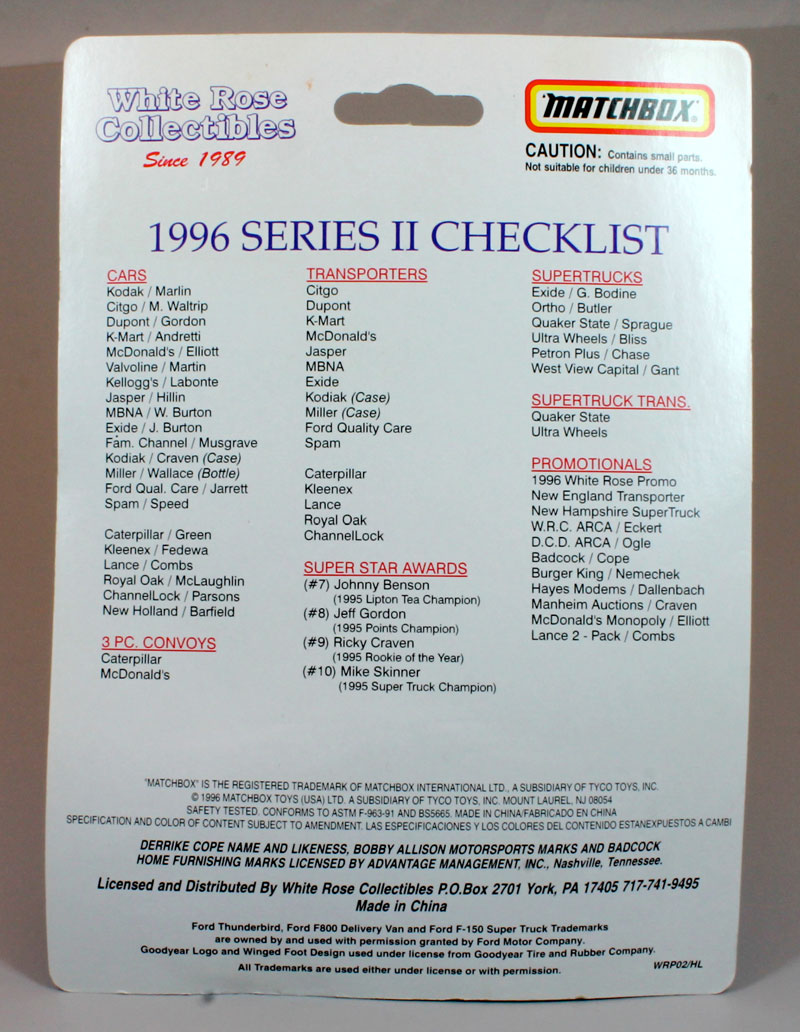 White Rose
Collectibles
Since 1989
MATCHBOX®
CAUTION: Contains small parts.
Not suitable for children under 36 months.
1996 SERIES II CHECKLIST
CARS
Kodak / Marlin
Citgo / M. Waltrip
Dupont / Gordon
K-Mart / Andretti
McDonald's / Elliott
Valvoline / Martin
Kellogg's / Labonte
Jasper / Hillin
MBNA / W. Burton
Exide / J. Burton
Fam. Channel / Musgrave
Kodiak / Craven (Case)
Miller / Wallace (Bottle)
Ford Qual. Care / Jarrett
Spam / Speed
Caterpillar / Green
Kleenex / Fedewa
Lance / Combs
Royal Oak / McLaughlin
ChannelLock / Parsons
New Holland / Barfield
3 PC. CONVOYS
Caterpillar
McDonald's
TRANSPORTERS
Citgo
Dupont
K-Mart
McDonald's
Jasper
MBNA
Exide
Kodiak (Case)
Miller (Case)
Ford Quality Care
Spam
Caterpillar
Kleenex
Lance
Royal Oak
ChannelLock
SUPER STAR AWARDS
(#7) Johnny Benson
(1995 Lipton Tea Champion)
(#8) Jeff Gordon
(1995 Points Champion)
(#9) Ricky Craven
(1995 Rookie of the Year)
(#10) Mike Skinner
(1995 Super Truck Champion)
SUPERTRUCKS
Exide / G. Bodine
Ortho / Butler
Quaker State / Sprague
Ultra Wheels / Bliss
Petron Plus / Chase
West View Capital / Gant
SUPERTRUCK TRANS.
Quaker State
Ultra Wheels
PROMOTIONALS
1996 White Rose Promo
New England Transporter
New Hampshire SuperTruck
W.R.C. ARCA / Eckert
D.C.D. ARCA / Ogle
Badcock / Cope
Burger King / Nemechek
Hayes Modems / Dallenbach
Manheim Auctions / Craven
McDonald's Monopoly / Elliott
Lance 2 - Pack / Combs
"MATCHBOX" IS THE REGISTERED TRADEMARK OF MATCHBOX INTERNATIONAL LTD., A SUBSIDIARY OF TYCO TOYS, INC.
© 1996 MATCHBOX TOYS (USA) LTD. A SUBSIDIARY OF TYCO TOYS, INC. MOUNT LAUREL, NJ 08054
SAFETY TESTED. CONFORMS TO ASTM F-963-91 AND BS5665. MADE IN CHINA/FABRICADO EN CHINA
SPECIFICATION AND COLOR OF CONTENT SUBJECT TO AMENDMENT. LAS ESPECIFICACIONES Y LOS COLORES DEL CONTENIDO ESTANEXPUESTOS A CAMBI
DERRIKE COPE NAME AND LIKENESS, BOBBY ALLISON MOTORSPORTS MARKS AND BADCOCK
HOME FURNISHING MARKS LICENSED BY ADVANTAGE MANAGEMENT, INC., Nashville, Tennessee.
Licensed and Distributed By White Rose Collectibles P.O.Box 2701 York, PA 17405 717-741-9495
Made in China
Ford Thunderbird, Ford F800 Delivery Van and Ford F-150 Super Truck Trademarks
are owned by and used with permission granted by Ford Motor Company.
Goodyear Logo and Winged Foot Design used under license from Goodyear Tire and Rubber Company.
All Trademarks are used either under license or with permission.
WRP02/HL